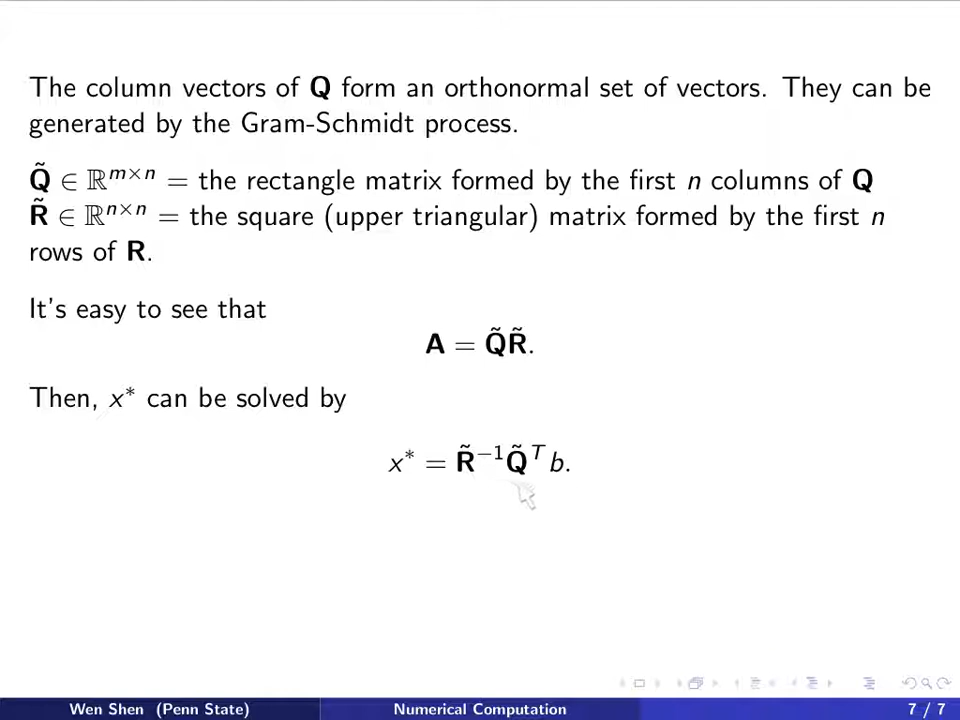 The column vectors of Q form an orthonormal set of vectors. They can be
generated by the Gram-Schmidt process.
Q̃ ∈ ℝ^{m×n} = the rectangle matrix formed by the first n columns of Q
R̃ ∈ ℝ^{n×n} = the square (upper triangular) matrix formed by the first n
rows of R.
It's easy to see that
A = Q̃R̃.
Then, x* can be solved by
x* = R̃^{−1}Q̃^T b.
Wen Shen (Penn State) Numerical Computation 7 / 7